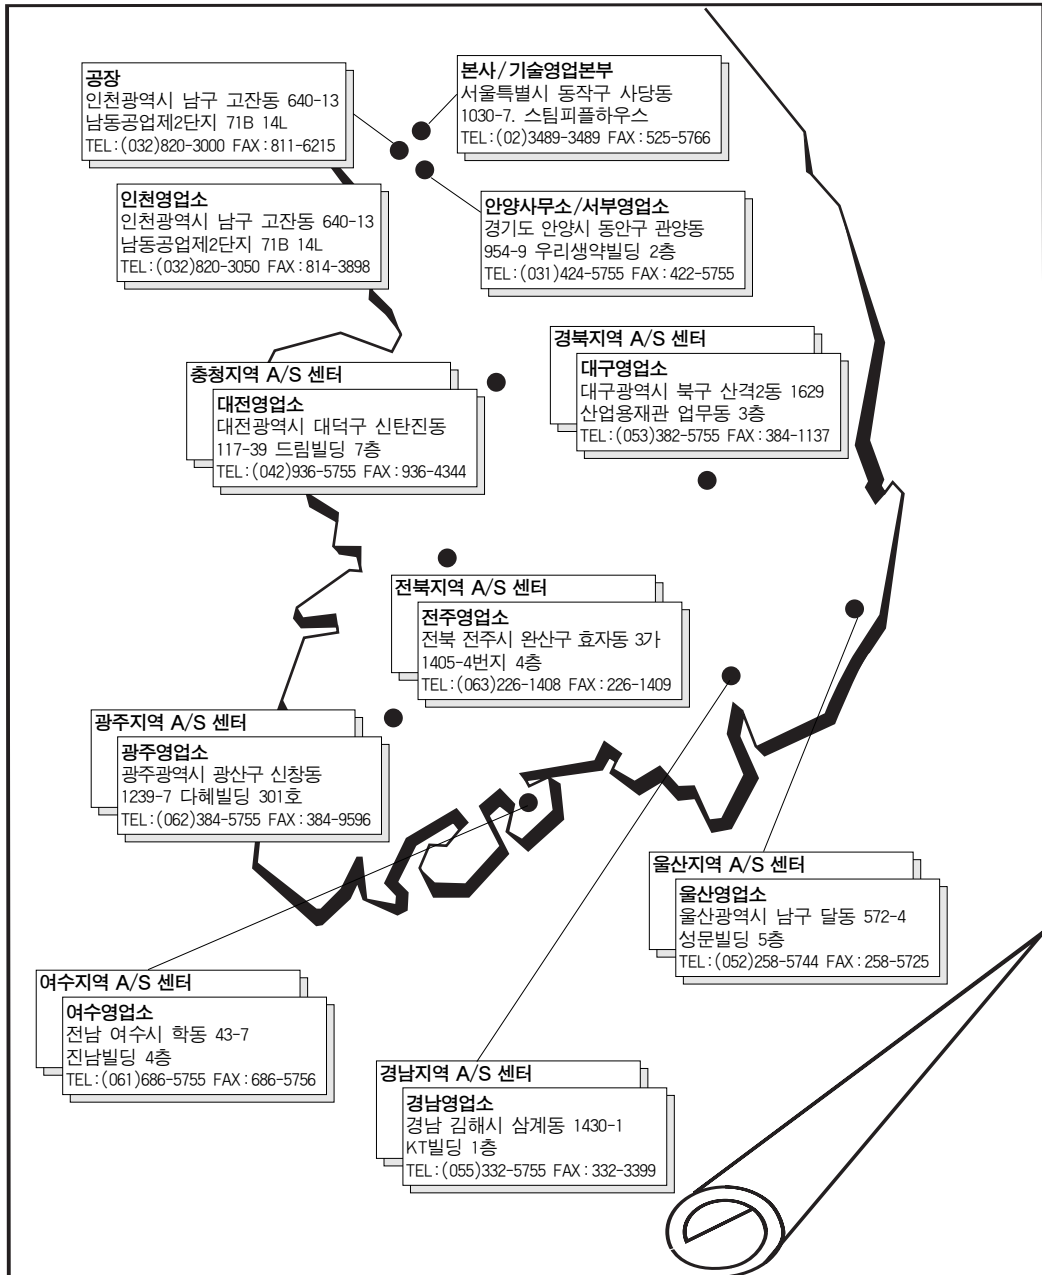 공장
인천광역시 남구 고잔동 640-13
남동공업제2단지 71B 14L
TEL:(032)820-3000 FAX:811-6215
본사/기술영업본부
서울특별시 동작구 사당동
1030-7. 스팀피플하우스
TEL:(02)3489-3489 FAX:525-5766
인천영업소
인천광역시 남구 고잔동 640-13
남동공업제2단지 71B 14L
TEL:(032)820-3050 FAX:814-3898
안양사무소/서부영업소
경기도 안양시 동안구 관양동
954-9 우리생약빌딩 2층
TEL:(031)424-5755 FAX:422-5755
경북지역 A/S 센터
대구영업소
대구광역시 북구 산격2동 1629
산업용재관 업무동 3층
TEL:(053)382-5755 FAX:384-1137
충청지역 A/S 센터
대전영업소
대전광역시 대덕구 신탄진동
117-39 드림빌딩 7층
TEL:(042)936-5755 FAX:936-4344
전북지역 A/S 센터
전주영업소
전북 전주시 완산구 효자동 3가
1405-4번지 4층
TEL:(063)226-1408 FAX:226-1409
광주지역 A/S 센터
광주영업소
광주광역시 광산구 신창동
1239-7 다혜빌딩 301호
TEL:(062)384-5755 FAX:384-9596
울산지역 A/S 센터
울산영업소
울산광역시 남구 달동 572-4
성문빌딩 5층
TEL:(052)258-5744 FAX:258-5725
여수지역 A/S 센터
여수영업소
전남 여수시 학동 43-7
진남빌딩 4층
TEL:(061)686-5755 FAX:686-5756
경남지역 A/S 센터
경남영업소
경남 김해시 삼계동 1430-1
KT빌딩 1층
TEL:(055)332-5755 FAX:332-3399